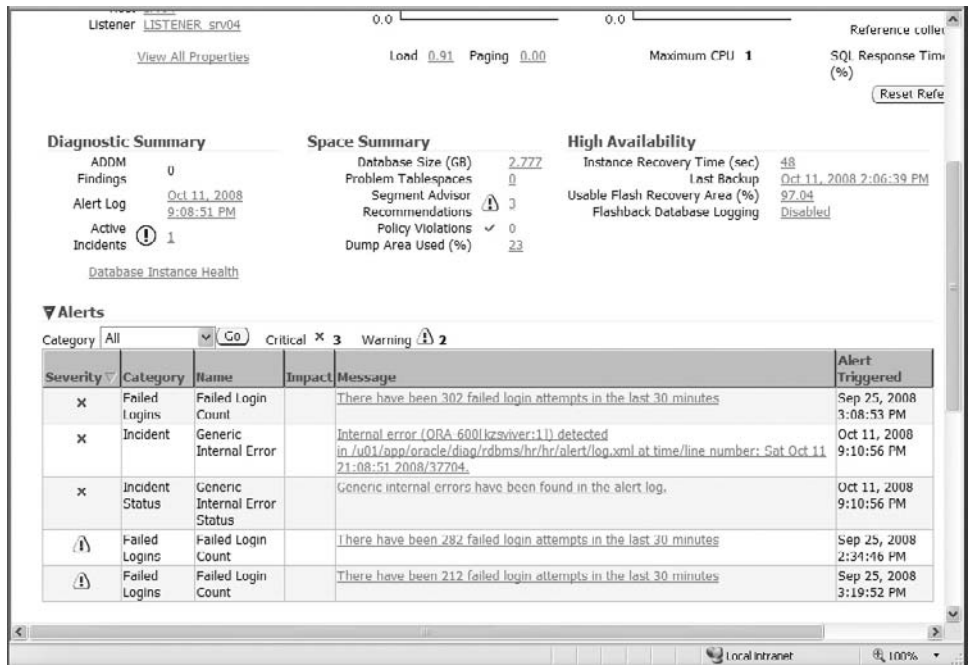 Listener LISTENER_srv04
View All Properties
0.0
0.0
Load 0.91 Paging 0.00
Maximum CPU 1
Reference collec
SQL Response Time
(%)
Reset Refe
Diagnostic Summary
ADDM
Findings 0
Alert Log Oct 11, 2008
9:08:51 PM
Active
Incidents 1
Database Instance Health
Space Summary
Database Size (GB) 2.777
Problem Tablespaces 0
Segment Advisor
Recommendations 3
Policy Violations 0
Dump Area Used (%) 23
High Availability
Instance Recovery Time (sec) 48
Last Backup Oct 11, 2008 2:06:39 PM
Usable Flash Recovery Area (%) 97.04
Flashback Database Logging Disabled
Alerts
Category All Go Critical × 3 Warning 2
Severity Category Name Impact Message Alert
Triggered
× Failed Failed Login There have been 302 failed login attempts in the last 30 minutes Sep 25, 2008
Logins Count 3:08:53 PM
× Incident Generic Internal error (ORA-600[kzsviver:1]) detected Oct 11, 2008
Internal Error in /u01/app/oracle/diag/rdbms/hr/hr/alert/log.xml at time/line number: Sat Oct 11 9:10:56 PM
21:08:51 2008/37704.
× Incident Generic Generic internal errors have been found in the alert log. Oct 11, 2008
Status Internal Error 9:10:56 PM
Status
Failed Failed Login There have been 282 failed login attempts in the last 30 minutes Sep 25, 2008
Logins Count 2:34:46 PM
Failed Failed Login There have been 212 failed login attempts in the last 30 minutes Sep 25, 2008
Logins Count 3:19:52 PM
Local intranet 100%